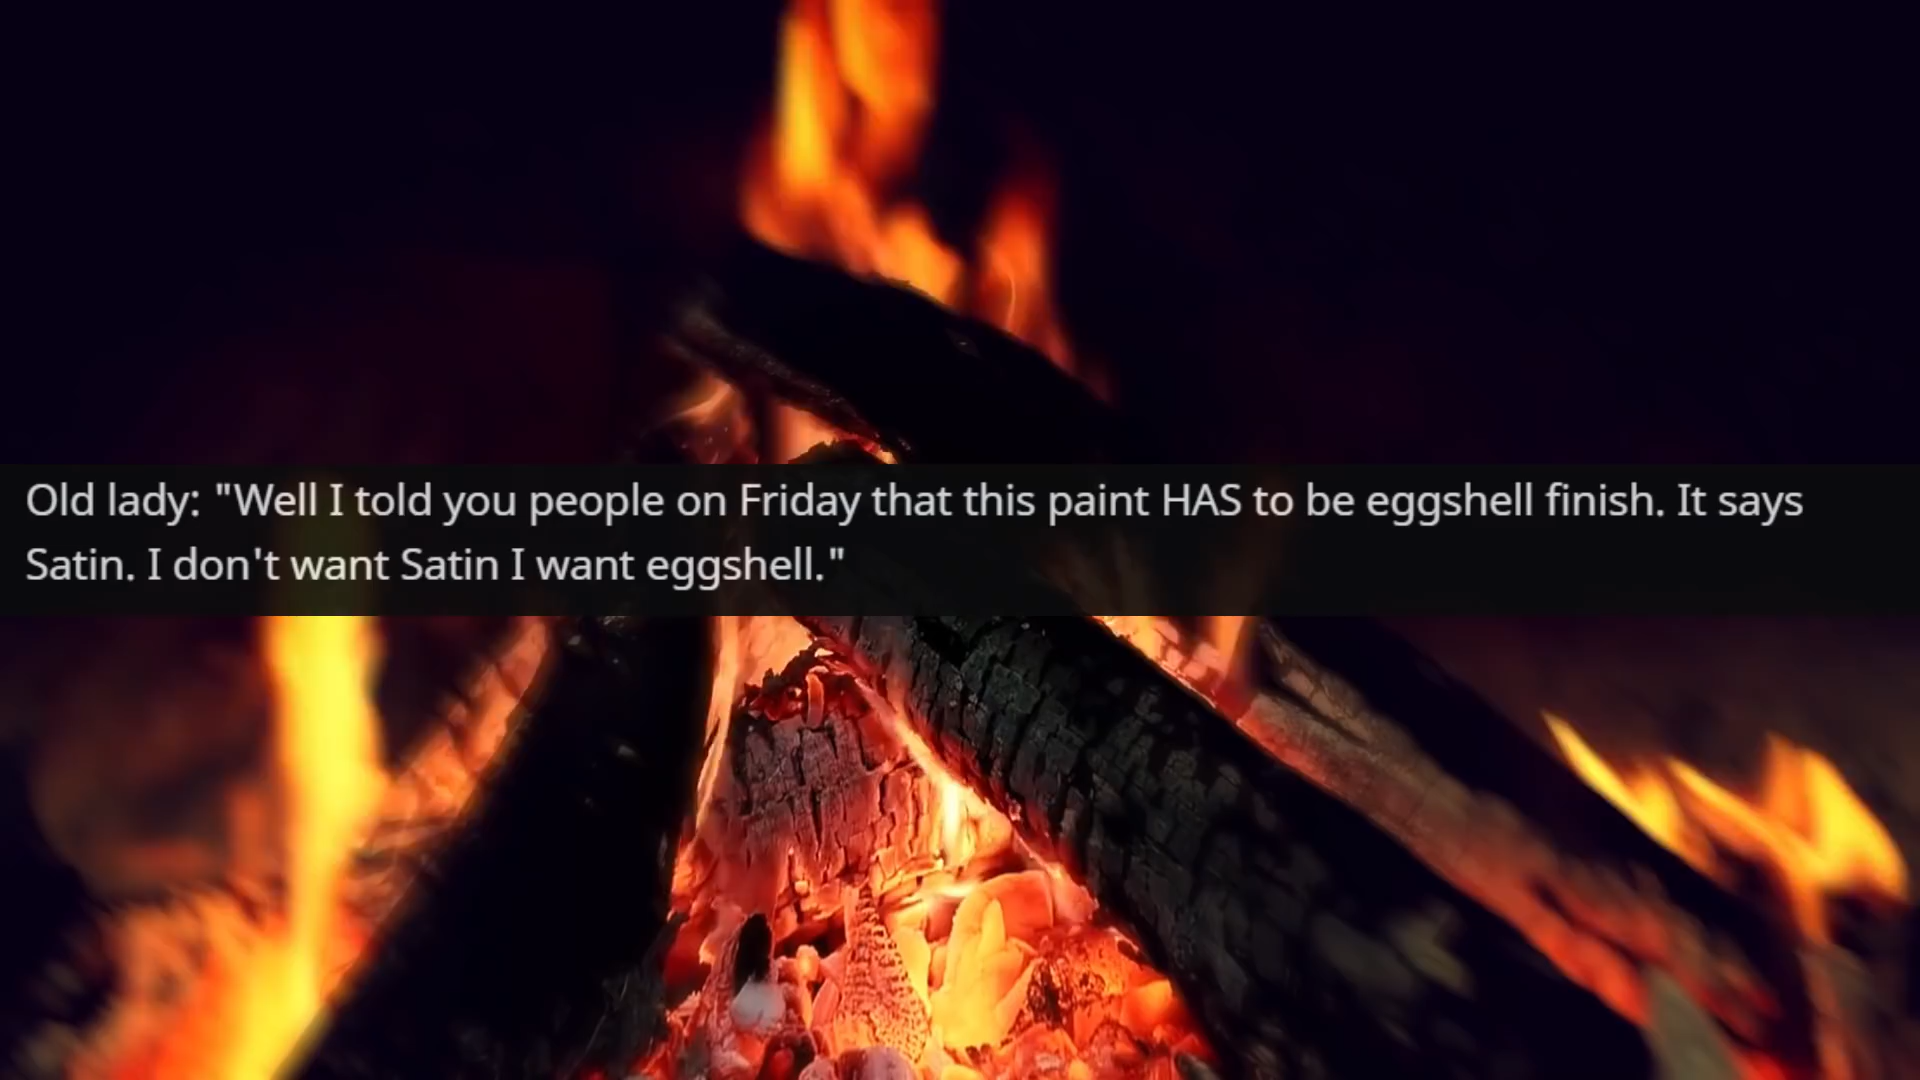 Old lady: "Well I told you people on Friday that this paint HAS to be eggshell finish. It says
Satin. I don't want Satin I want eggshell."